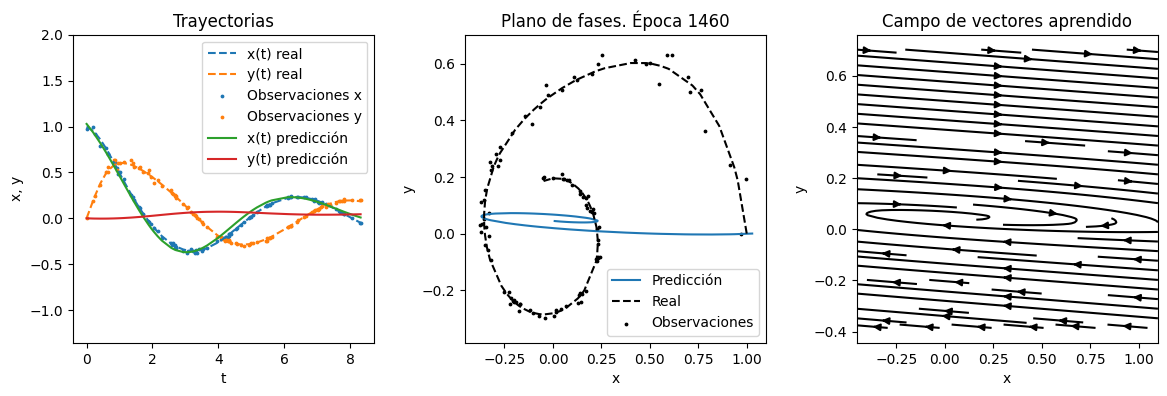 Trayectorias
2.0
1.5
1.0
0.5
0.0
−0.5
−1.0
x, y
0 2 4 6 8
t
x(t) real
y(t) real
Observaciones x
Observaciones y
x(t) predicción
y(t) predicción
Plano de fases. Época 1460
0.6
0.4
0.2
0.0
−0.2
y
−0.25 0.00 0.25 0.50 0.75 1.00
x
Predicción
Real
Observaciones
Campo de vectores aprendido
0.6
0.4
0.2
0.0
−0.2
−0.4
y
−0.25 0.00 0.25 0.50 0.75 1.00
x